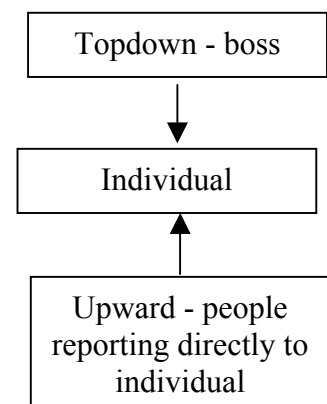 Topdown - boss
Individual
Upward - people
reporting directly to
individual